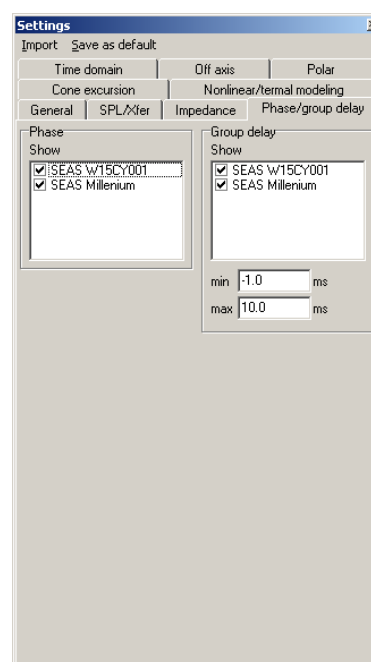 Settings
Import Save as default
Time domain Off axis Polar
Cone excursion Nonlinear/termal modeling
General SPL/Xfer Impedance Phase/group delay
Phase
Show
SEAS W15CY001
SEAS Millenium
Group delay
Show
SEAS W15CY001
SEAS Millenium
min -1.0 ms
max 10.0 ms